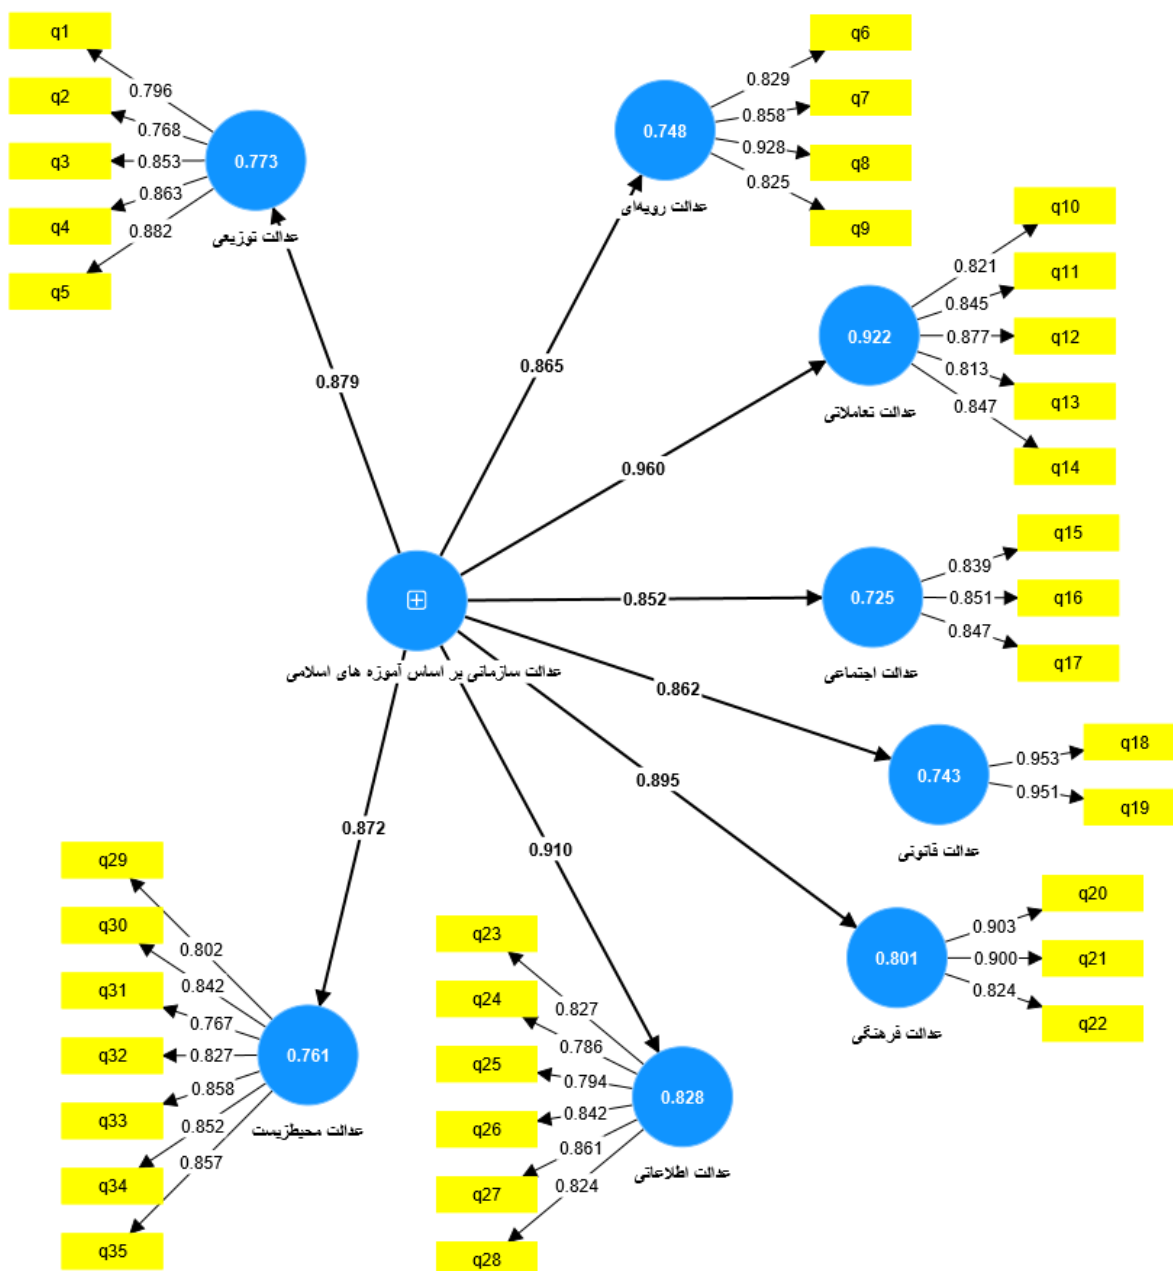 q1
q2
q3
q4
q5
0.796
0.768
0.853
0.863
0.882
0.773
عدالت توزیعی
0.879
q6
q7
q8
q9
0.829
0.858
0.928
0.825
0.748
عدالت رویه‌ای
0.865
q10
q11
q12
q13
q14
0.821
0.845
0.877
0.813
0.847
0.922
عدالت تعاملاتی
0.960
q15
q16
q17
0.839
0.851
0.847
0.725
عدالت اجتماعی
0.852
عدالت سازمانی بر اساس آموزه های اسلامی
q18
q19
0.953
0.951
0.743
عدالت قانونی
0.862
q20
q21
q22
0.903
0.900
0.824
0.801
عدالت فرهنگی
0.895
q23
q24
q25
q26
q27
q28
0.827
0.786
0.794
0.842
0.861
0.824
0.828
عدالت اطلاعاتی
0.910
q29
q30
q31
q32
q33
q34
q35
0.802
0.842
0.767
0.827
0.858
0.852
0.857
0.761
عدالت محیطزیست
0.872